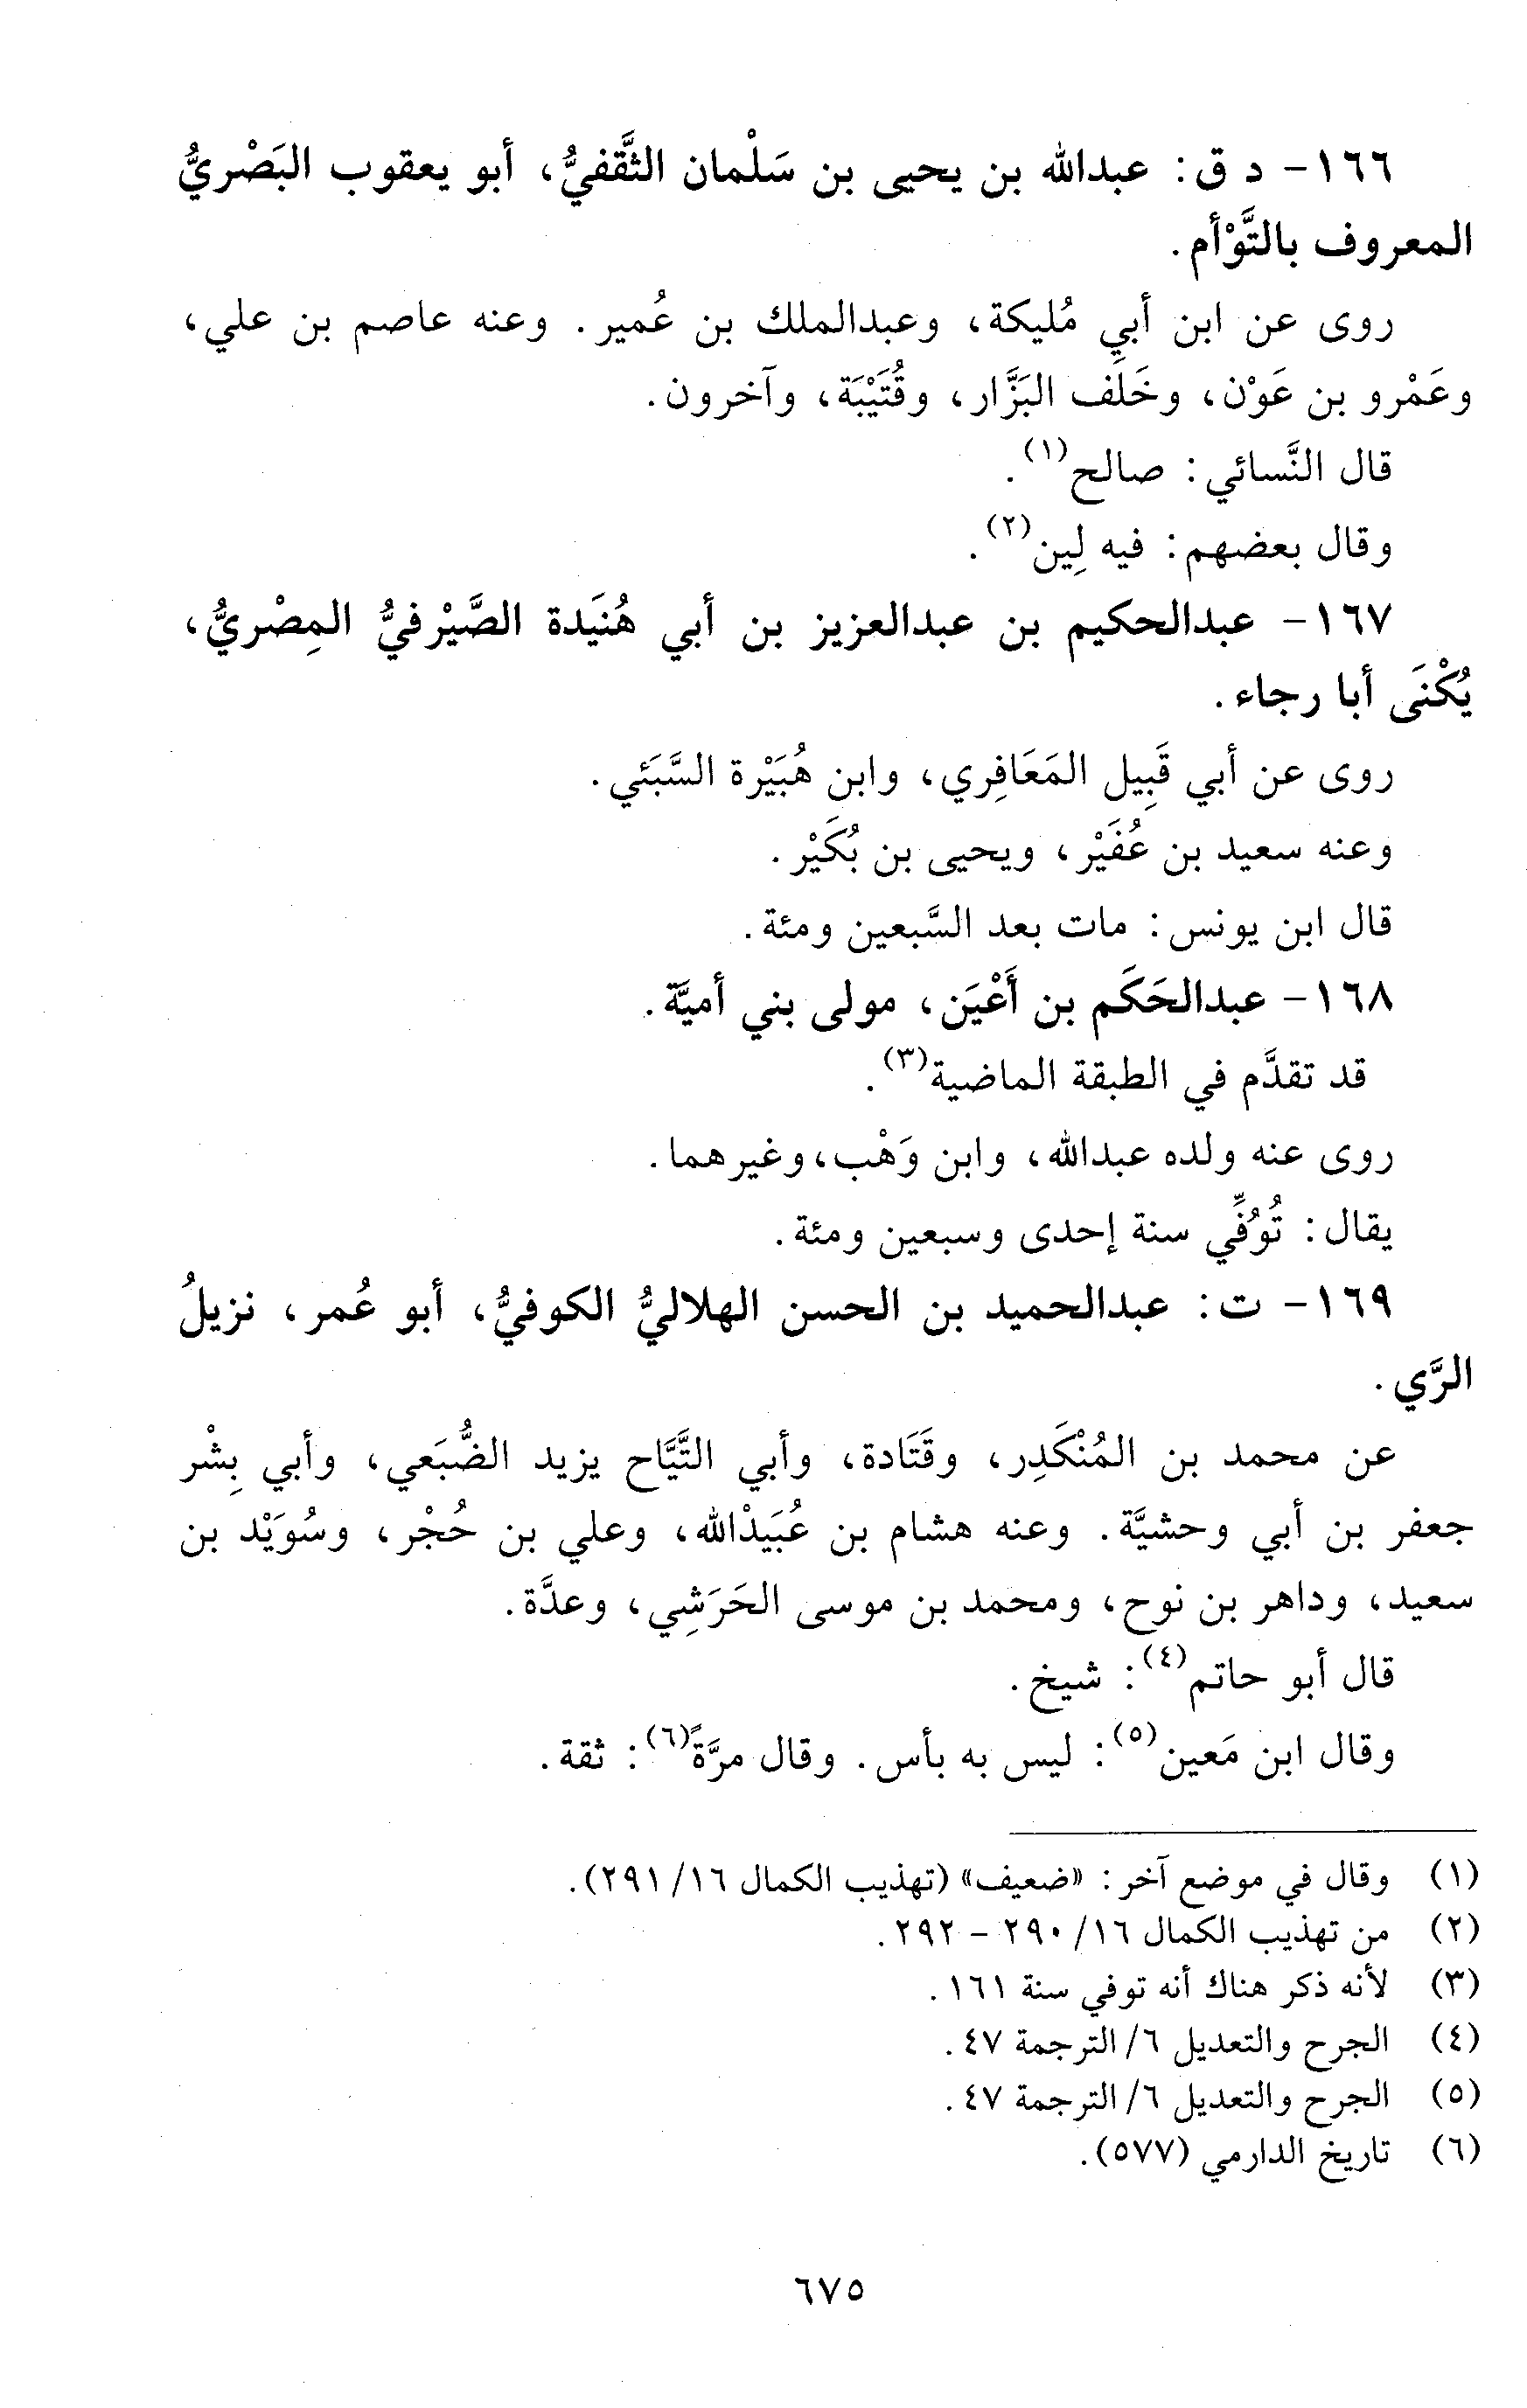 ١٦٦- د ق: عبدالله بن يحيى بن سَلْمان الثَّقفيُّ، أبو يعقوب البَصْريُّ
المعروف بالتَّوْأم.
روى عن ابن أبي مُليكة، وعبدالملك بن عُمير. وعنه عاصم بن علي،
وعَمْرو بن عَوْن، وخَلَف البَزَّار، وقُتَيْبَة، وآخرون.
قال النَّسائي: صالح(١).
وقال بعضهم: فيه لِين(٢).
١٦٧- عبدالحكيم بن عبدالعزيز بن أبي هُنَيدة الصَّيْرفيُّ المِصْريُّ،
يُكْنَى أبا رجاء.
روى عن أبي قَبِيل المَعَافِري، وابن هُبَيْرة السَّبَئي.
وعنه سعيد بن عُفَيْر، ويحيى بن بُكَيْر.
قال ابن يونس: مات بعد السَّبعين ومئة.
١٦٨- عبدالحَكَم بن أَعْيَن، مولى بني أميَّة.
قد تقدَّم في الطبقة الماضية(٣).
روى عنه ولده عبدالله، وابن وَهْب، وغيرهما.
يقال: تُوُفِّي سنة إحدى وسبعين ومئة.
١٦٩- ت: عبدالحميد بن الحسن الهلاليُّ الكوفيُّ، أبو عُمر، نزيلُ
الرَّي.
عن محمد بن المُنْكَدِر، وقَتَادة، وأبي التَّيَّاح يزيد الضُّبَعي، وأبي بِشْر
جعفر بن أبي وحشيَّة. وعنه هشام بن عُبَيدْالله، وعلي بن حُجْر، وسُوَيْد بن
سعيد، وداهر بن نوح، ومحمد بن موسى الحَرَشِي، وعدَّة.
قال أبو حاتم(٤): شيخ.
وقال ابن مَعين(٥): ليس به بأس. وقال مرَّةً(٦): ثقة.
(١) وقال في موضع آخر: «ضعيف» (تهذيب الكمال ١٦/ ٢٩١).
(٢) من تهذيب الكمال ١٦/ ٢٩٠ - ٢٩٢.
(٣) لأنه ذكر هناك أنه توفي سنة ١٦١.
(٤) الجرح والتعديل ٦/ الترجمة ٤٧.
(٥) الجرح والتعديل ٦/ الترجمة ٤٧.
(٦) تاريخ الدارمي (٥٧٧).
٦٧٥